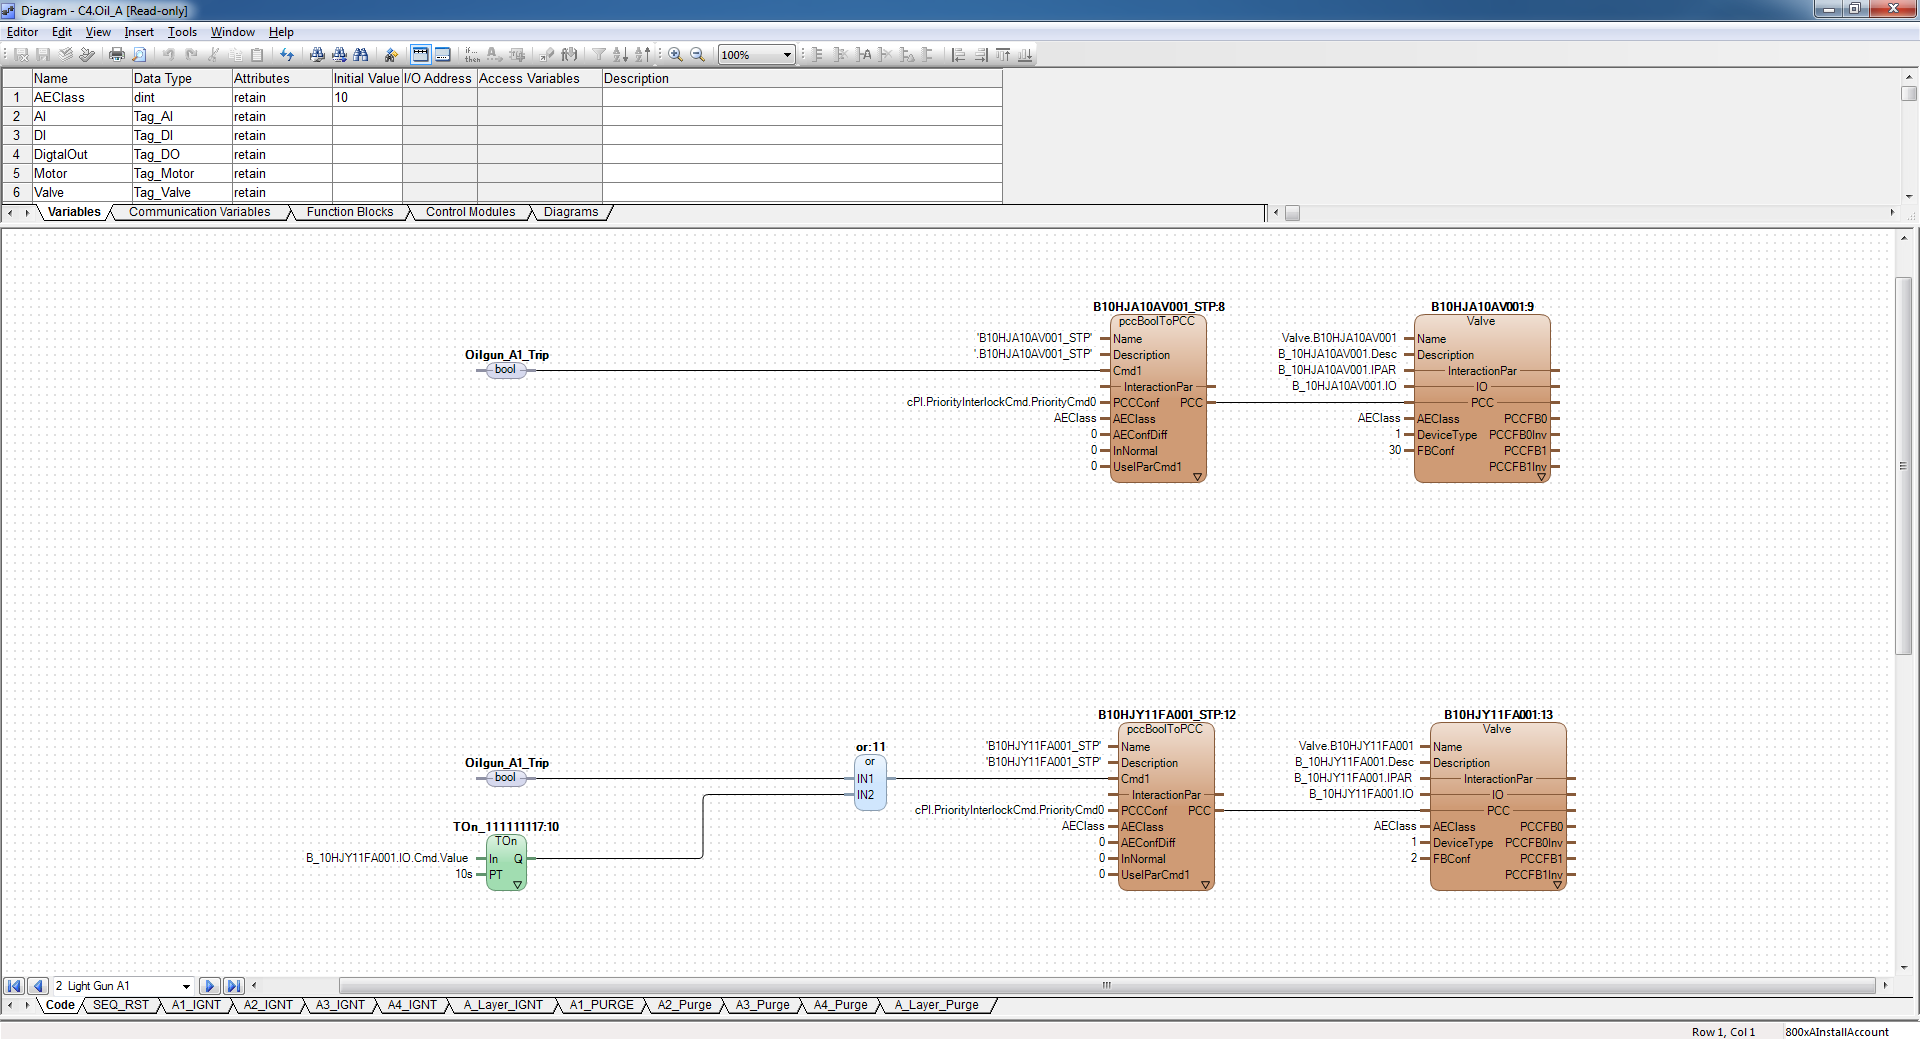 Diagram - C4.Oil_A [Read-only]
Editor Edit View Insert Tools Window Help
if... then 100%
Name Data Type Attributes Initial Value I/O Address Access Variables Description
1 AEClass dint retain 10
2 AI Tag_AI retain
3 DI Tag_DI retain
4 DigtalOut Tag_DO retain
5 Motor Tag_Motor retain
6 Valve Tag_Valve retain
Variables Communication Variables Function Blocks Control Modules Diagrams
B10HJA10AV001_STP:8 B10HJA10AV001:9
pccBoolToPCC Valve
'B10HJA10AV001_STP' Name Valve.B10HJA10AV001 Name
Oilgun_A1_Trip '.B10HJA10AV001_STP' Description B_10HJA10AV001.Desc Description
bool Cmd1 B_10HJA10AV001.IPAR InteractionPar
InteractionPar B_10HJA10AV001.IO IO
cPI.PriorityInterlockCmd.PriorityCmd0 PCCConf PCC PCC
AEClass AEClass AEClass AEClass PCCFB0
0 AEConfDiff 1 DeviceType PCCFB0Inv
0 InNormal 30 FBConf PCCFB1
0 UseIParCmd1 PCCFB1Inv
B10HJY11FA001_STP:12 B10HJY11FA001:13
pccBoolToPCC Valve
or:11 'B10HJY11FA001_STP' Name Valve.B10HJY11FA001 Name
Oilgun_A1_Trip or 'B10HJY11FA001_STP' Description B_10HJY11FA001.Desc Description
bool IN1 Cmd1 B_10HJY11FA001.IPAR InteractionPar
IN2 InteractionPar B_10HJY11FA001.IO IO
cPI.PriorityInterlockCmd.PriorityCmd0 PCCConf PCC PCC
TOn_111111117:10 AEClass AEClass AEClass AEClass PCCFB0
TOn 0 AEConfDiff 1 DeviceType PCCFB0Inv
B_10HJY11FA001.IO.Cmd.Value In Q 0 InNormal 2 FBConf PCCFB1
10s PT 0 UseIParCmd1 PCCFB1Inv
2 Light Gun A1
Code SEQ_RST A1_IGNT A2_IGNT A3_IGNT A4_IGNT A_Layer_IGNT A1_PURGE A2_Purge A3_Purge A4_Purge A_Layer_Purge
Row 1, Col 1 800xAInstallAccount